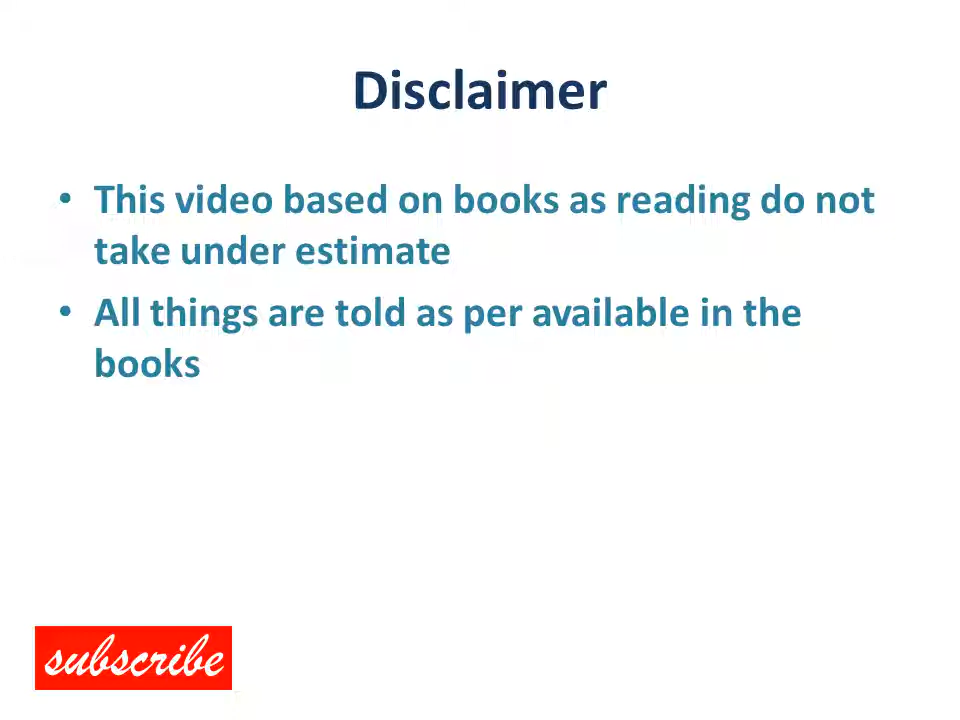 Disclaimer
• This video based on books as reading do not
take under estimate
• All things are told as per available in the
books
subscribe